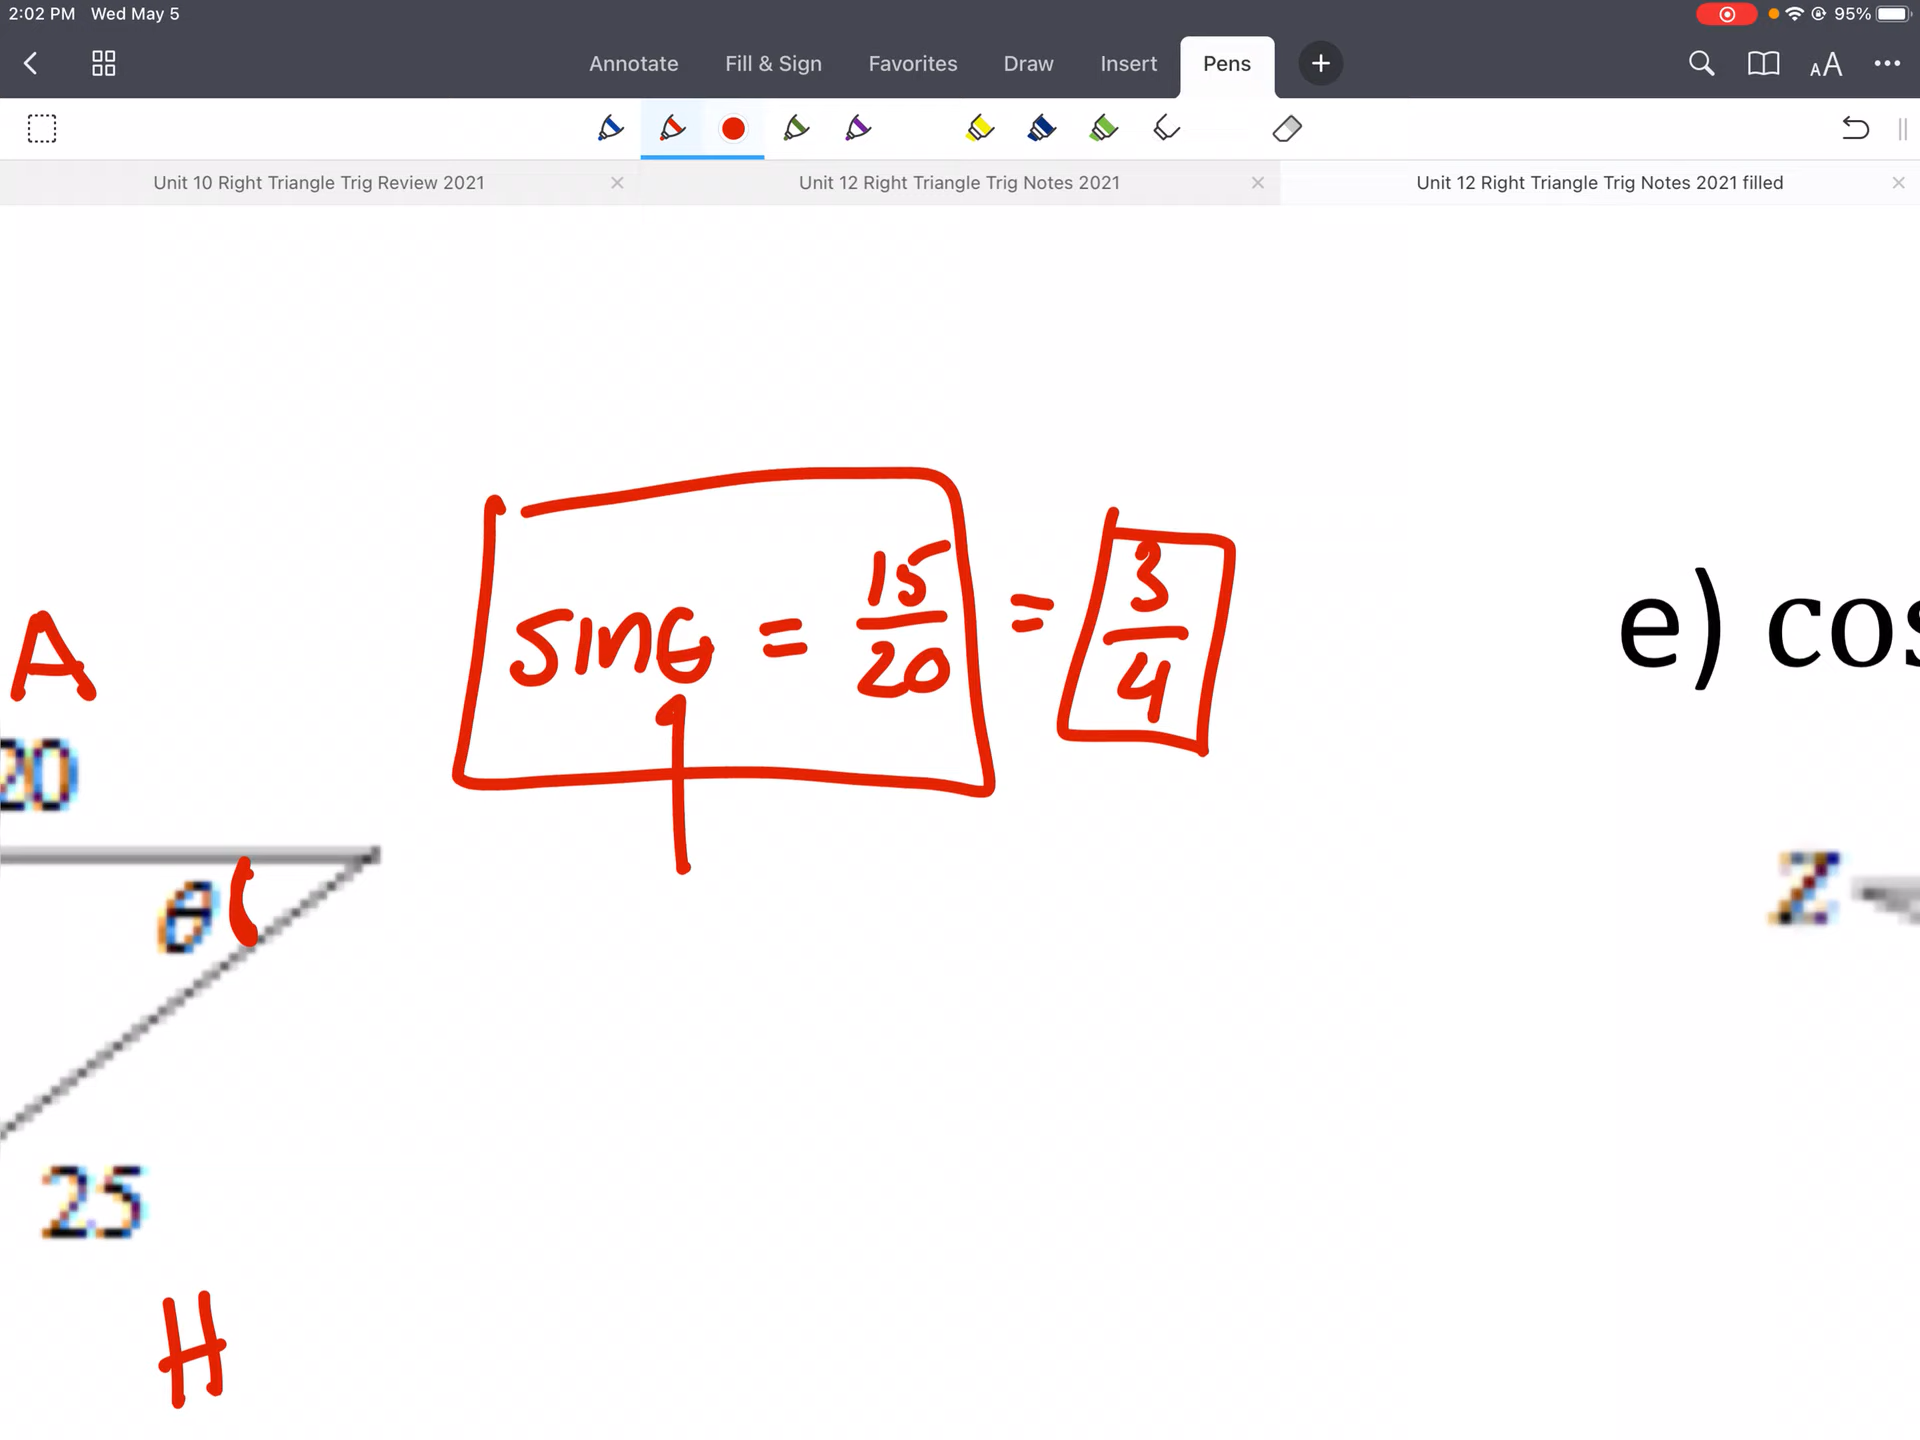 2:02 PM Wed May 5
95%
Annotate Fill & Sign Favorites Draw Insert Pens +
AA
Unit 10 Right Triangle Trig Review 2021 × Unit 12 Right Triangle Trig Notes 2021 × Unit 12 Right Triangle Trig Notes 2021 filled ×
sinθ = 15/20 = 3/4
e) cos
A
20
θ
Z
25
H